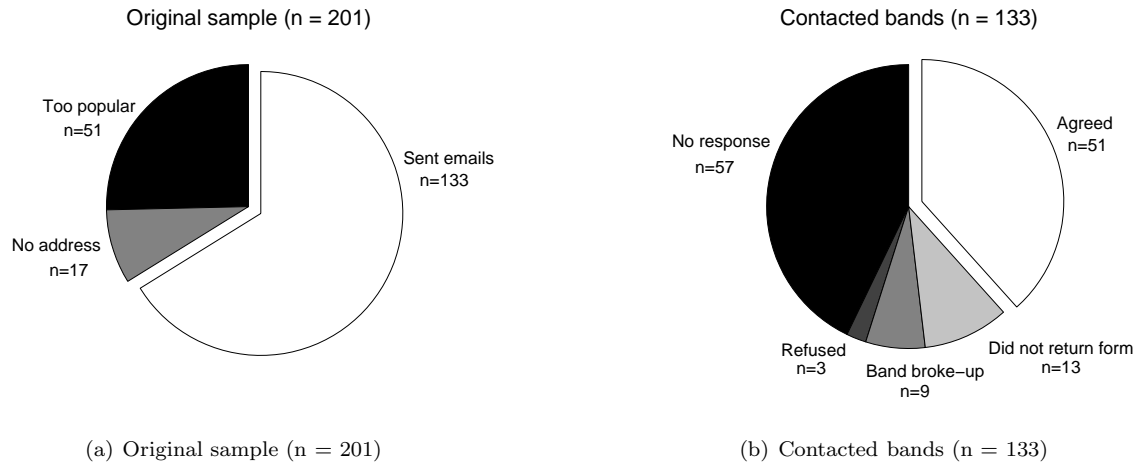 Original sample (n = 201)
Too popular
n=51
Sent emails
n=133
No address
n=17
(a) Original sample (n = 201)
Contacted bands (n = 133)
Agreed
n=51
No response
n=57
Refused
n=3
Band broke−up
n=9
Did not return form
n=13
(b) Contacted bands (n = 133)